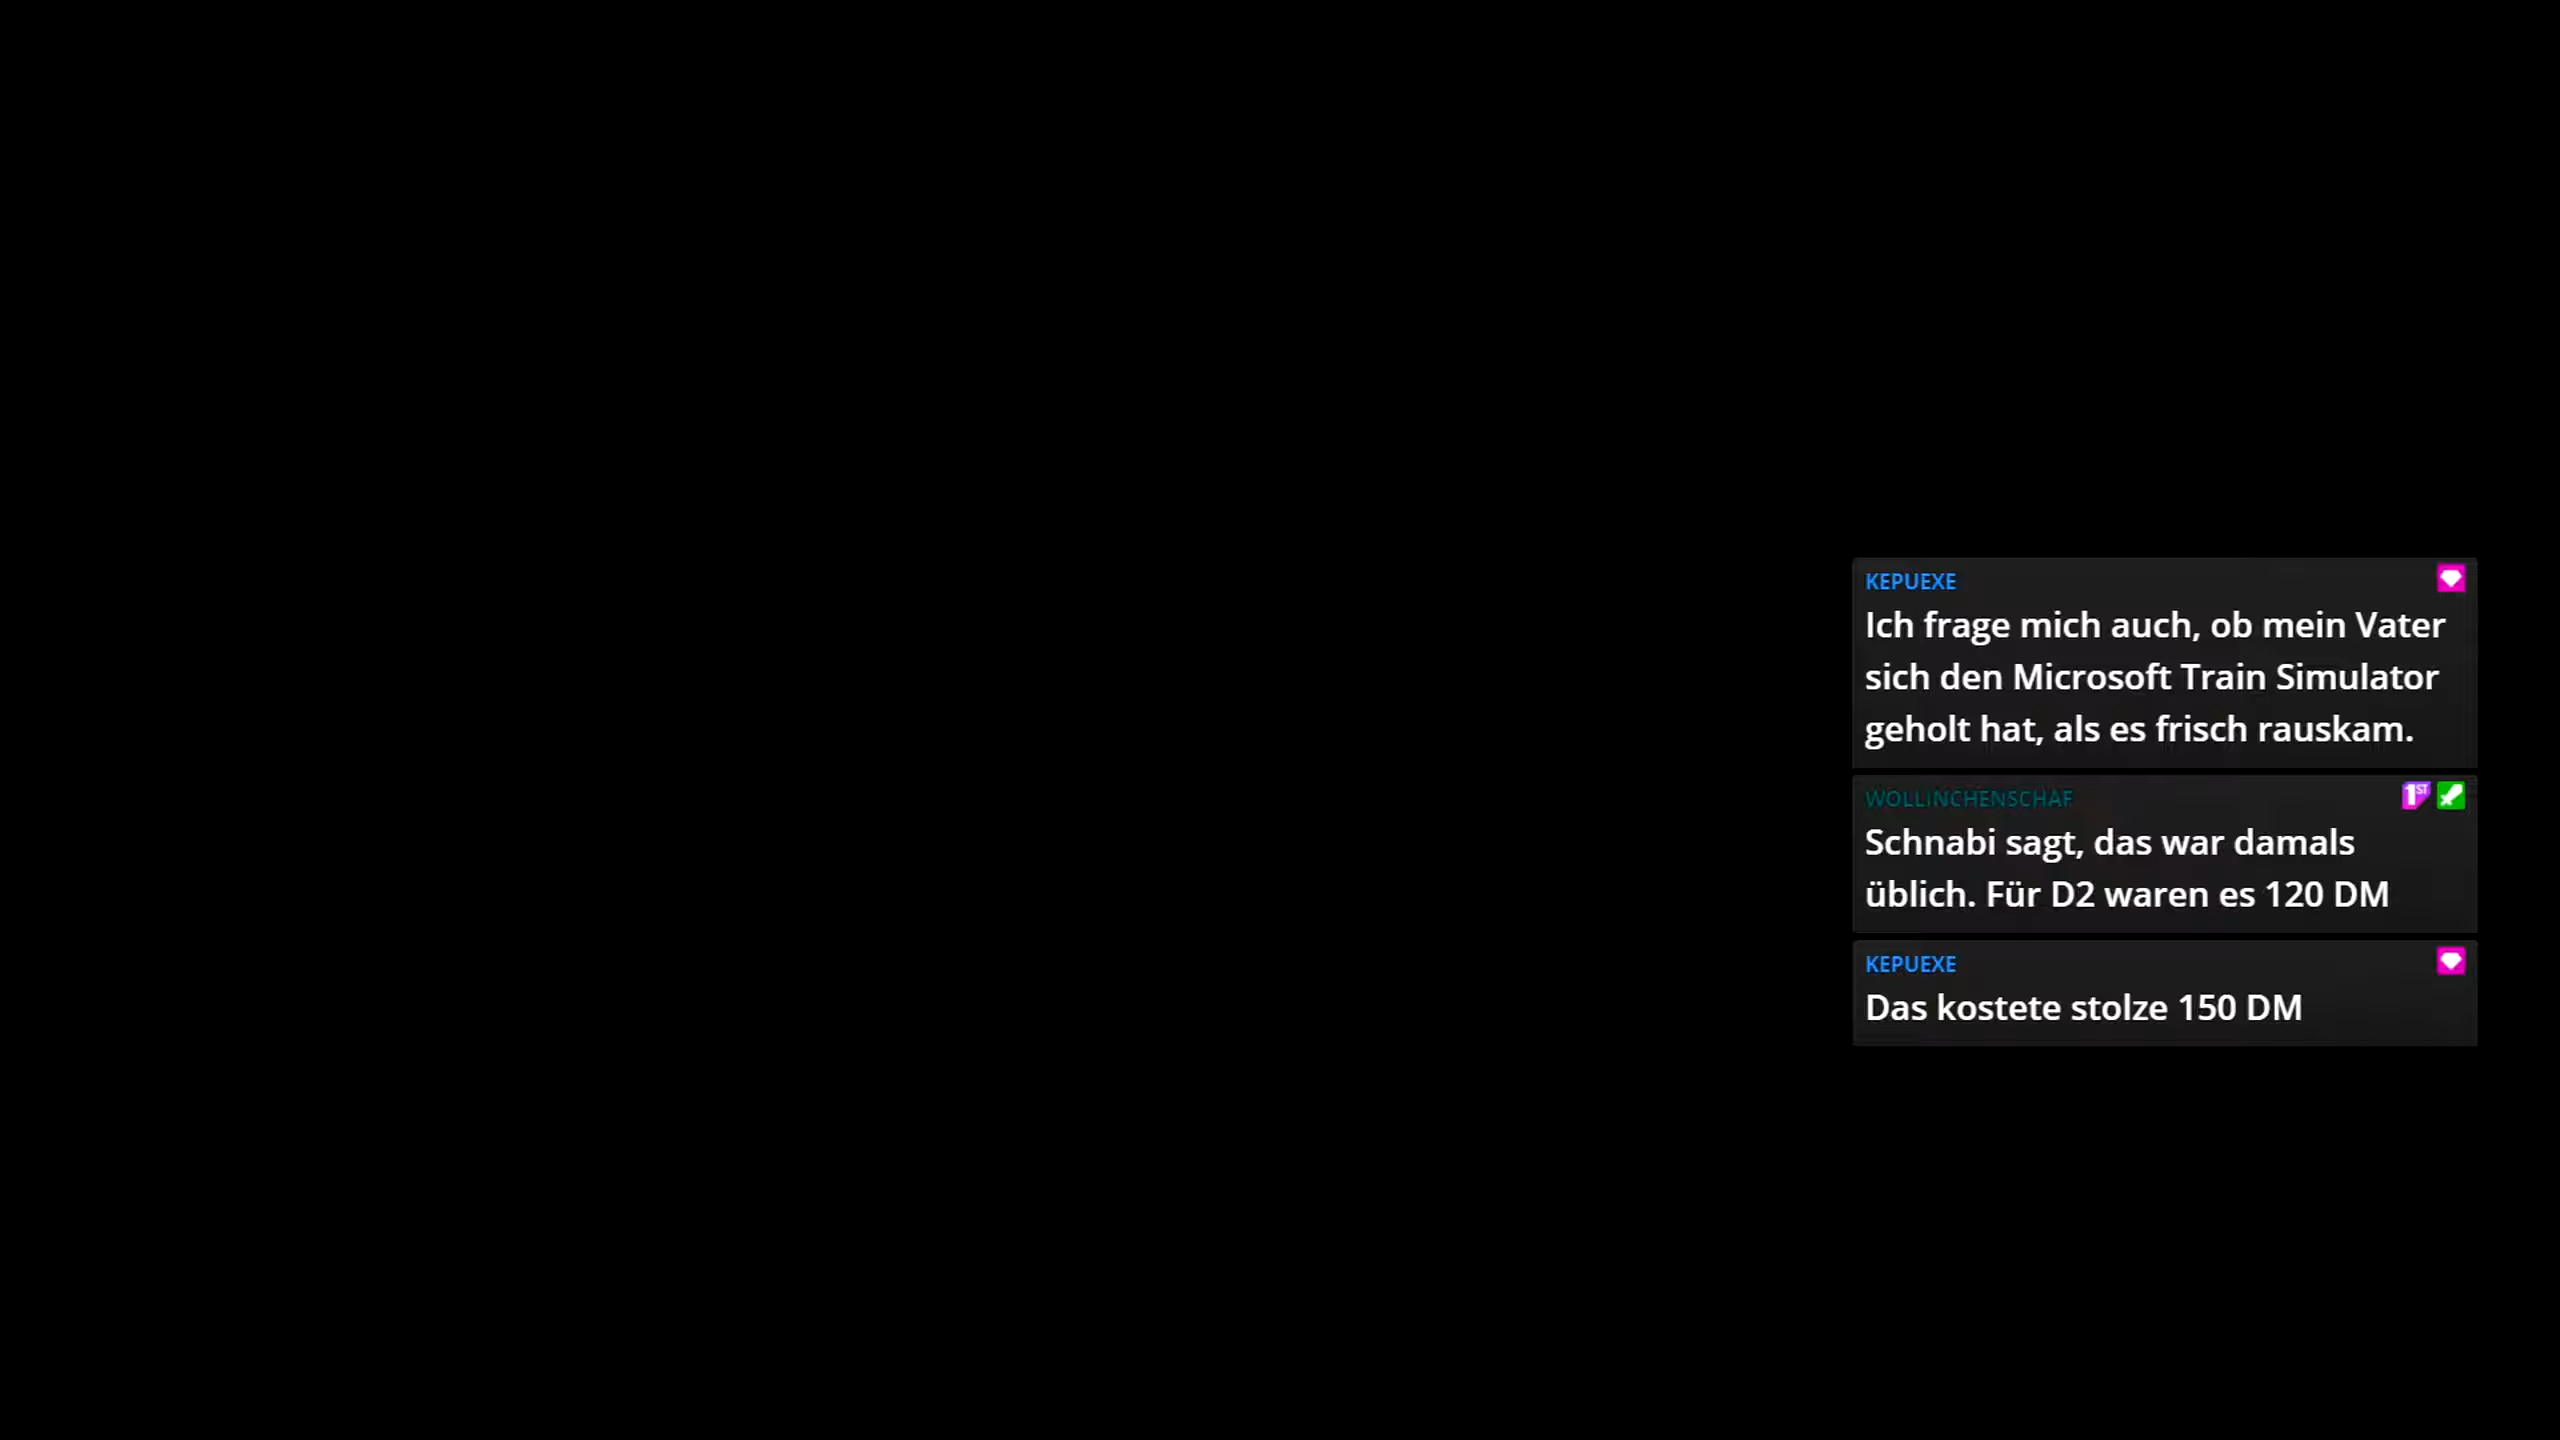 KEPUEXE
Ich frage mich auch, ob mein Vater
sich den Microsoft Train Simulator
geholt hat, als es frisch rauskam.
WOLLINCHENSCHAF
1ST
Schnabi sagt, das war damals
üblich. Für D2 waren es 120 DM
KEPUEXE
Das kostete stolze 150 DM